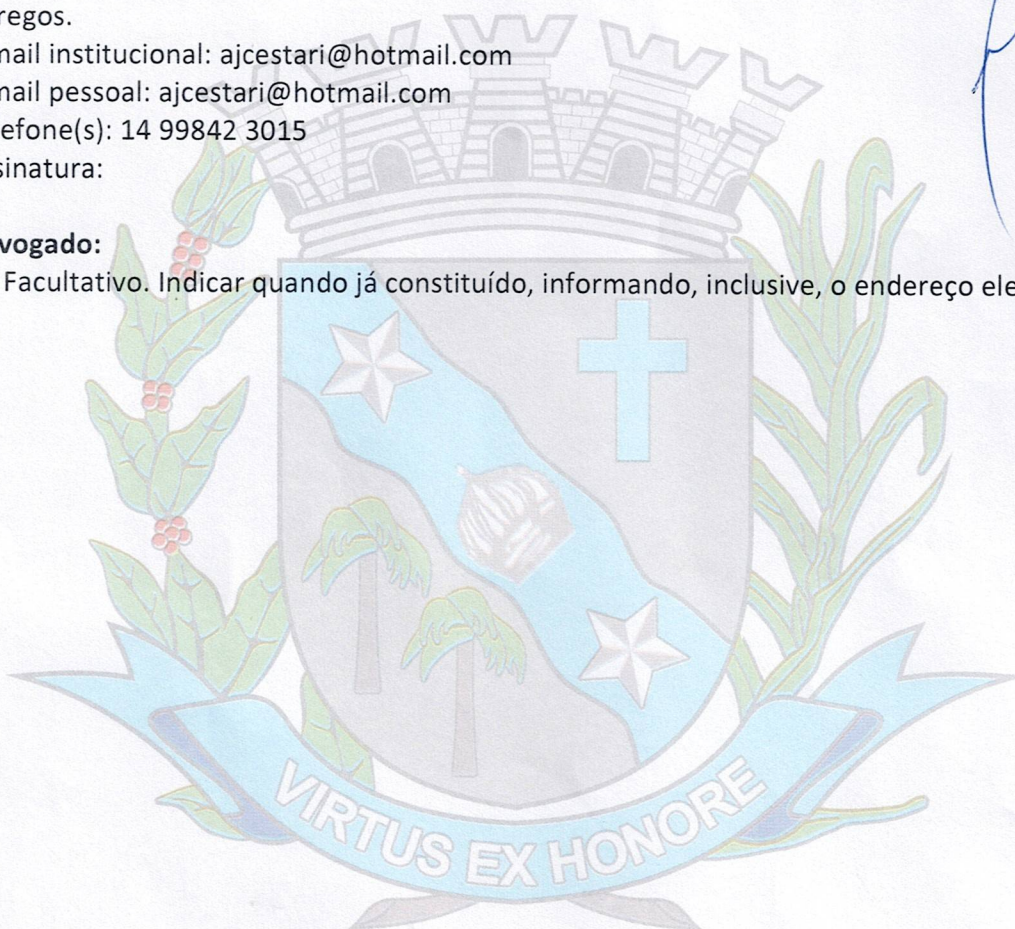 regos.
mail institucional: ajcestari@hotmail.com
mail pessoal: ajcestari@hotmail.com
lefone(s): 14 99842 3015
sinatura:
vogado:
Facultativo. Indicar quando já constituído, informando, inclusive, o endereço ele
VIRTUS EX HONORE